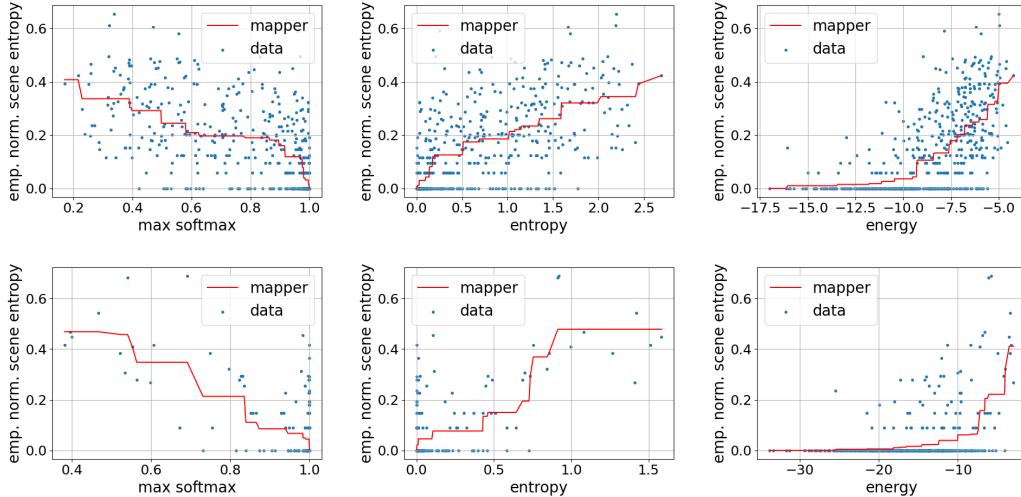 emp. norm. scene entropy
0.6
0.4
0.2
0.0
mapper
data
0.2 0.4 0.6 0.8 1.0
max softmax
emp. norm. scene entropy
0.6
0.4
0.2
0.0
mapper
data
0.0 0.5 1.0 1.5 2.0 2.5
entropy
emp. norm. scene entropy
0.6
0.4
0.2
0.0
mapper
data
−17.5 −15.0 −12.5 −10.0 −7.5 −5.0
energy
emp. norm. scene entropy
0.6
0.4
0.2
0.0
mapper
data
0.4 0.6 0.8 1.0
max softmax
emp. norm. scene entropy
0.6
0.4
0.2
0.0
mapper
data
0.0 0.5 1.0 1.5
entropy
emp. norm. scene entropy
0.6
0.4
0.2
0.0
mapper
data
−30 −20 −10
energy